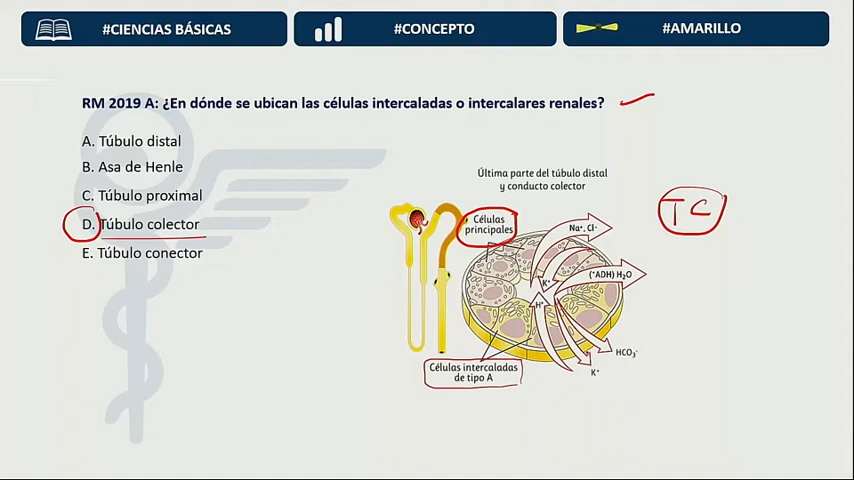 #CIENCIAS BÁSICAS
#CONCEPTO
#AMARILLO
RM 2019 A: ¿En dónde se ubican las células intercaladas o intercalares renales?
A. Túbulo distal
B. Asa de Henle
C. Túbulo proximal
D. Túbulo colector
E. Túbulo conector
Última parte del túbulo distal
y conducto colector
Células
principales
Na⁺, Cl⁻
(⁺ADH) H₂O
K⁺
H⁺
HCO₃⁻
K⁺
Células intercaladas
de tipo A
TC